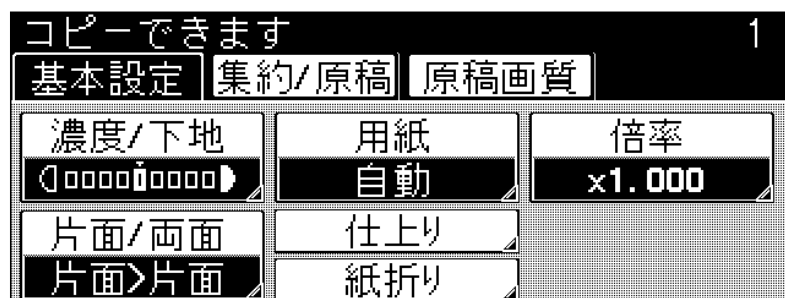 コピーできます 1
基本設定 集約/原稿 原稿画質
濃度/下地 用紙 倍率
自動 x1.000
片面/両面 仕上り
片面>片面 紙折り